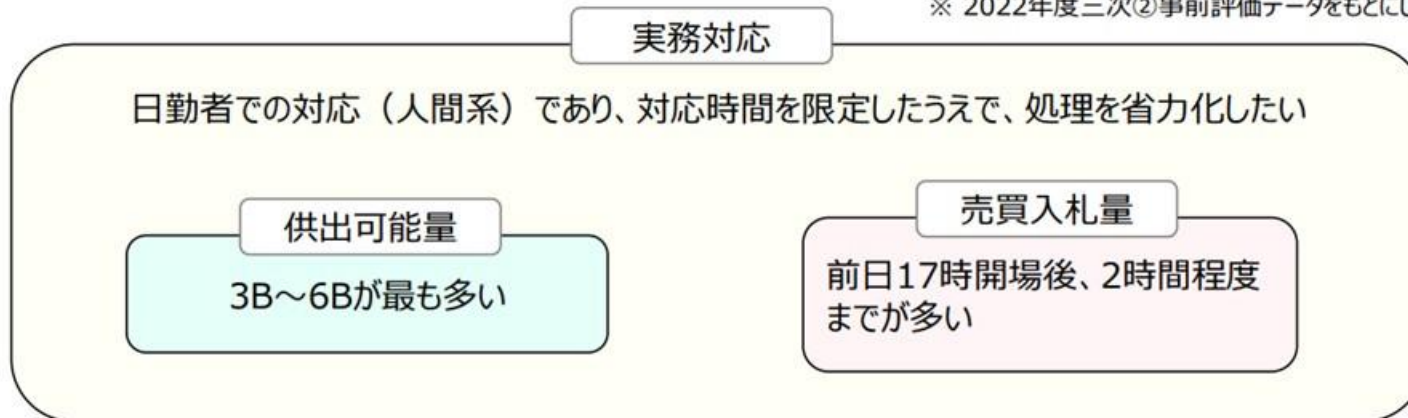 ※ 2022年度三次②事前評価データをもとにし
実務対応
日勤者での対応（人間系）であり、対応時間を限定したうえで、処理を省力化したい
供出可能量
3B～6Bが最も多い
売買入札量
前日17時開場後、2時間程度
までが多い